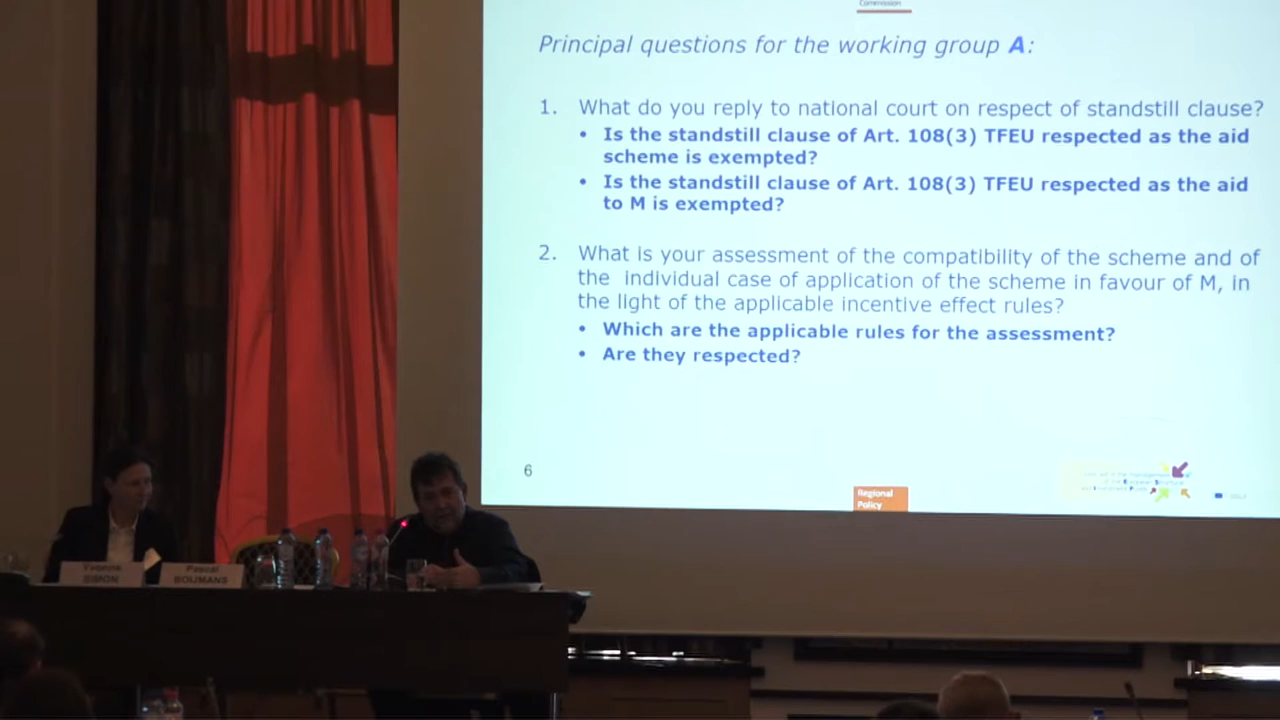 Commission
Principal questions for the working group A:
1. What do you reply to national court on respect of standstill clause?
• Is the standstill clause of Art. 108(3) TFEU respected as the aid
scheme is exempted?
• Is the standstill clause of Art. 108(3) TFEU respected as the aid
to M is exempted?
2. What is your assessment of the compatibility of the scheme and of
the individual case of application of the scheme in favour of M, in
the light of the applicable incentive effect rules?
• Which are the applicable rules for the assessment?
• Are they respected?
6
Regional
Policy
Yvonne
SIMON
Pascal
BOIJMANS